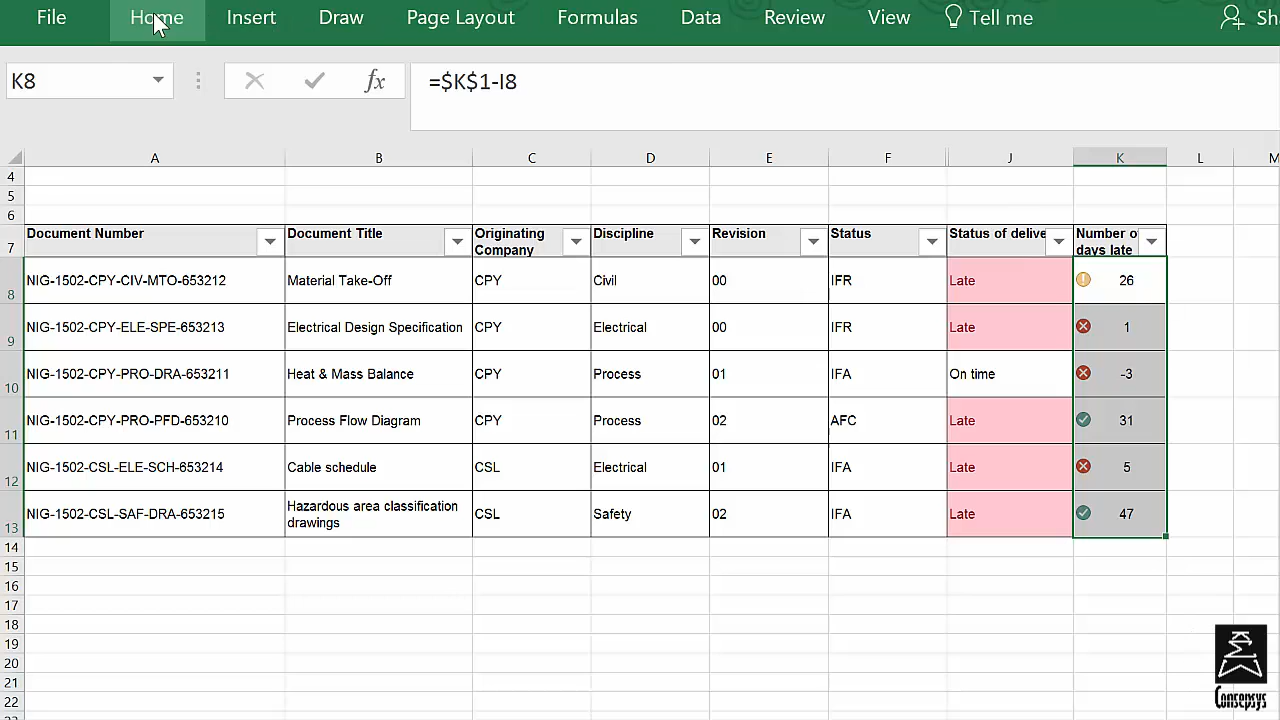 File Home Insert Draw Page Layout Formulas Data Review View Tell me Sh
K8 fx =$K$1-I8
A B C D E F J K L M
4
5
6
7 Document Number Document Title Originating Company Discipline Revision Status Status of delive Number o days late
8 NIG-1502-CPY-CIV-MTO-653212 Material Take-Off CPY Civil 00 IFR Late 26
9 NIG-1502-CPY-ELE-SPE-653213 Electrical Design Specification CPY Electrical 00 IFR Late 1
10 NIG-1502-CPY-PRO-DRA-653211 Heat & Mass Balance CPY Process 01 IFA On time -3
11 NIG-1502-CPY-PRO-PFD-653210 Process Flow Diagram CPY Process 02 AFC Late 31
12 NIG-1502-CSL-ELE-SCH-653214 Cable schedule CSL Electrical 01 IFA Late 5
13 NIG-1502-CSL-SAF-DRA-653215 Hazardous area classification drawings CSL Safety 02 IFA Late 47
14
15
16
17
18
19
20
21
22
Consepsys